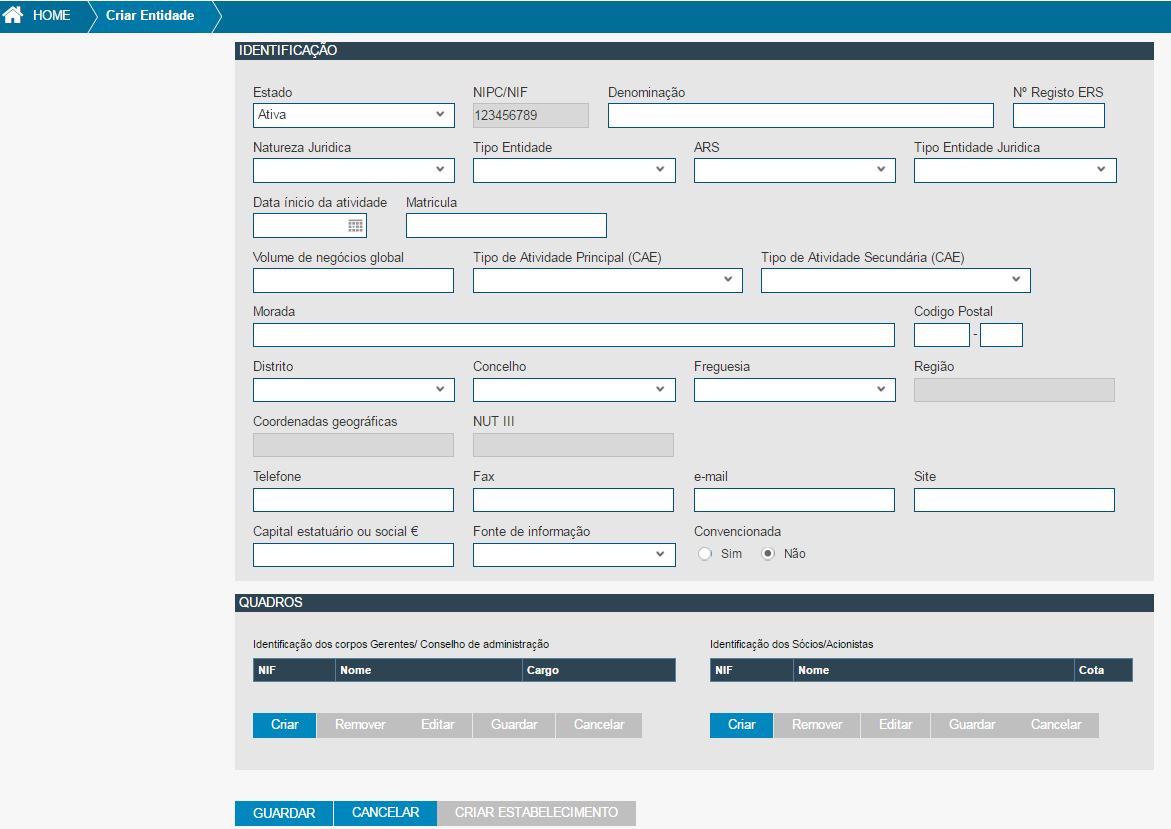 HOME Criar Entidade
IDENTIFICAÇÃO
Estado NIPC/NIF Denominação Nº Registo ERS
Ativa 123456789
Natureza Juridica Tipo Entidade ARS Tipo Entidade Juridica
Data ínicio da atividade Matricula
Volume de negócios global Tipo de Atividade Principal (CAE) Tipo de Atividade Secundária (CAE)
Morada Codigo Postal
-
Distrito Concelho Freguesia Região
Coordenadas geográficas NUT III
Telefone Fax e-mail Site
Capital estatuário ou social € Fonte de informação Convencionada
Sim Não
QUADROS
Identificação dos corpos Gerentes/ Conselho de administração Identificação dos Sócios/Acionistas
NIF Nome Cargo NIF Nome Cota
Criar Remover Editar Guardar Cancelar Criar Remover Editar Guardar Cancelar
GUARDAR CANCELAR CRIAR ESTABELECIMENTO